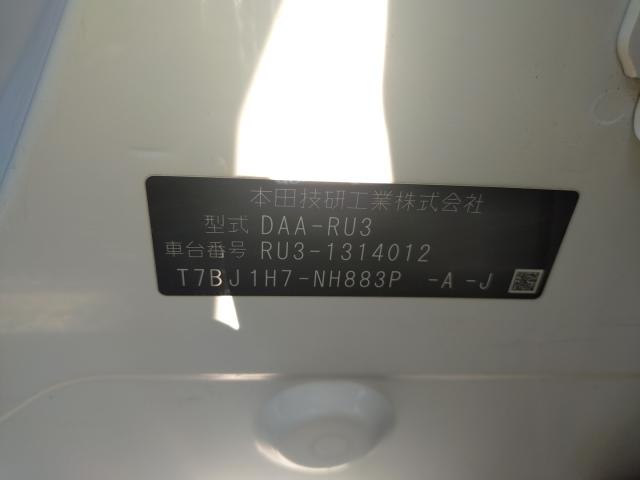 本田技研工業株式会社
型式 DAA-RU3
車台番号 RU3-1314012
T7BJ1H7-NH883P -A -J